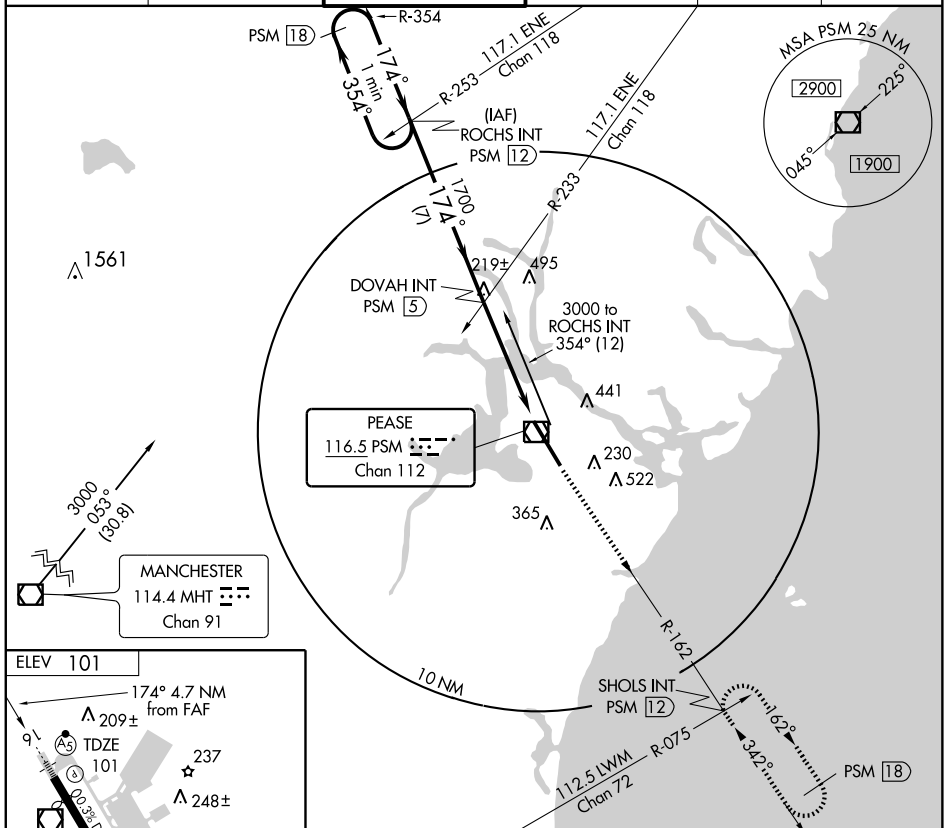 R-354
PSM 18
174°
1 min
354°
R-253
117.1 ENE
Chan 118
(IAF)
ROCHS INT
PSM 12
117.1 ENE
Chan 118
R-233
MSA PSM 25 NM
2900
225°
045°
1900
1561
1700
174°
(7)
219±
495
DOVAH INT
PSM 5
3000 to
ROCHS INT
354° (12)
441
PEASE
116.5 PSM
Chan 112
230
522
365
3000
053°
(30.8)
MANCHESTER
114.4 MHT
Chan 91
R-162
10 NM
SHOLS INT
PSM 12
162°
342°
112.5 LWM
R-075
Chan 72
PSM 18
ELEV 101
174° 4.7 NM
from FAF
209±
16
A5
TDZE
101
237
248±